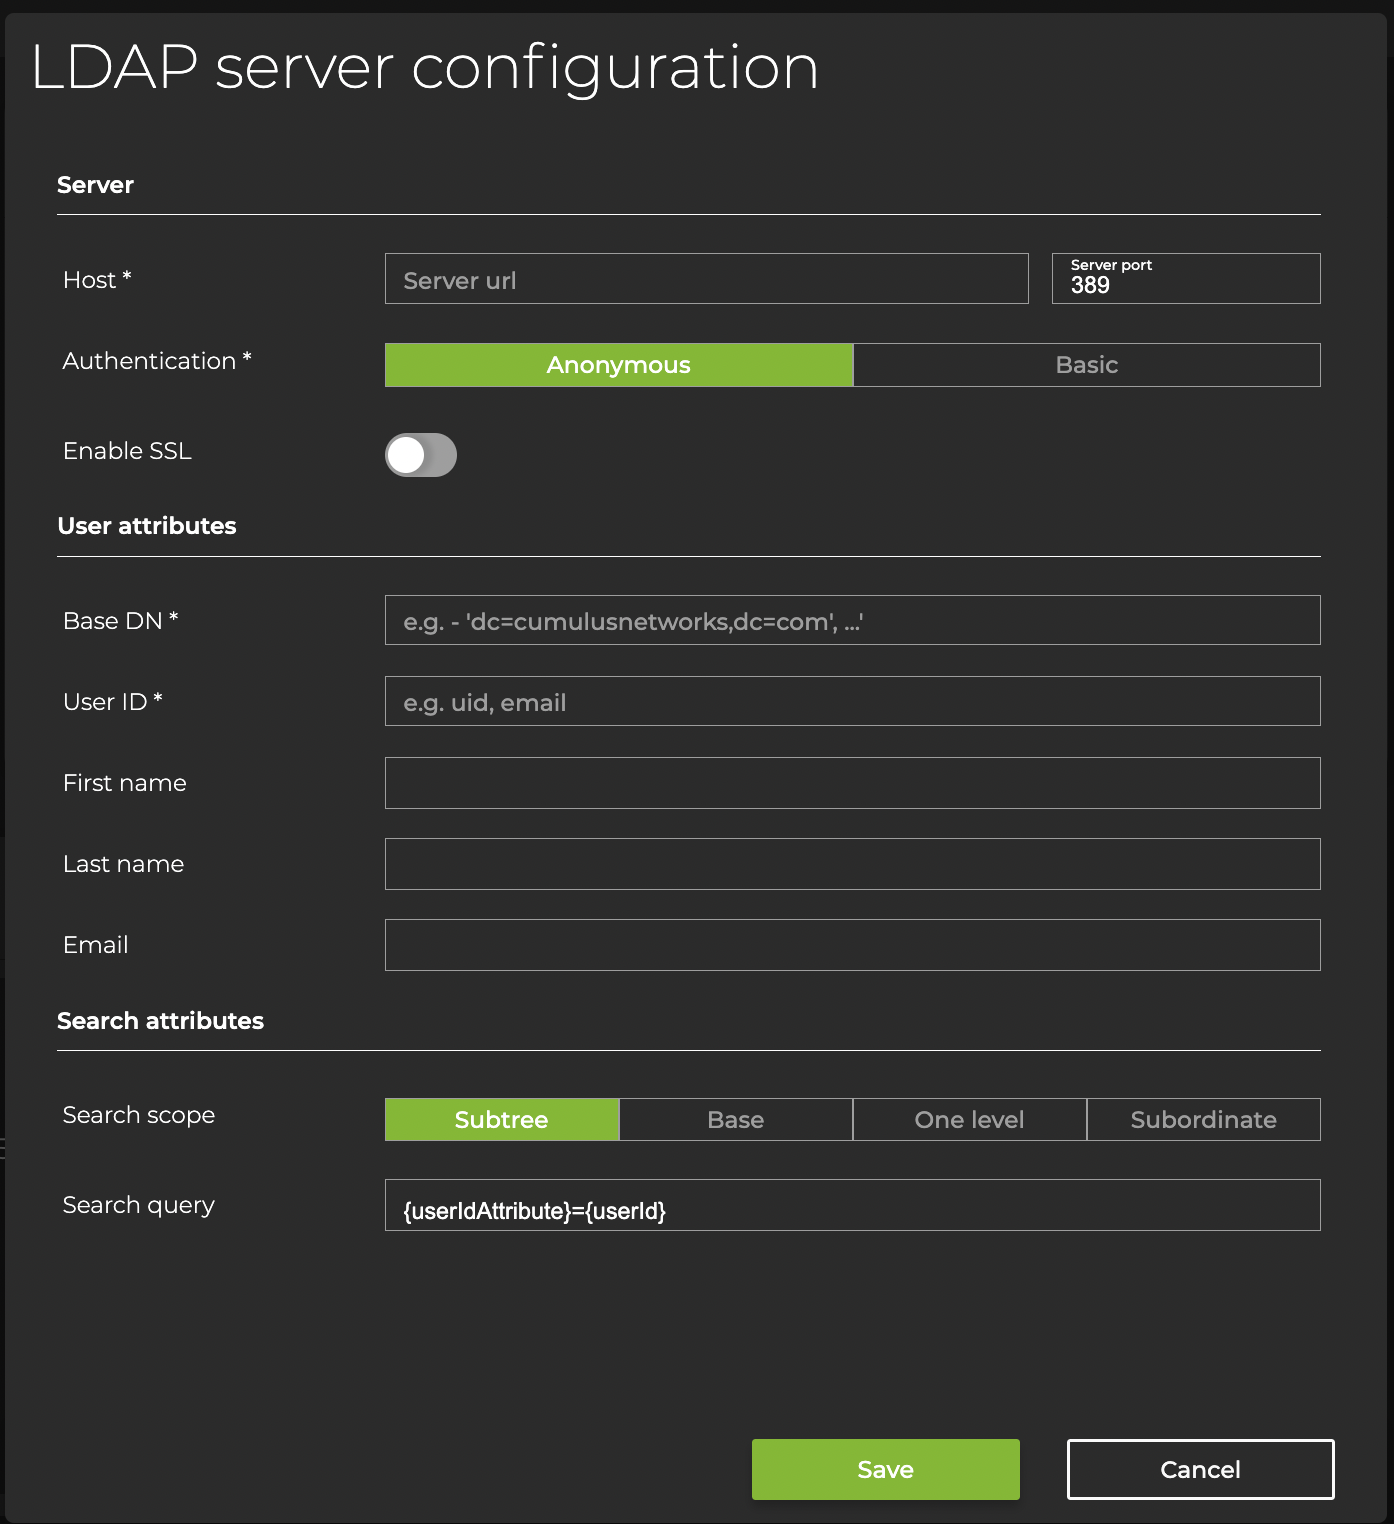 LDAP server configuration
Server
Host *
Server url
Server port
389
Authentication *
Anonymous
Basic
Enable SSL
User attributes
Base DN *
e.g. - 'dc=cumulusnetworks,dc=com', ...'
User ID *
e.g. uid, email
First name
Last name
Email
Search attributes
Search scope
Subtree
Base
One level
Subordinate
Search query
{userIdAttribute}={userId}
Save
Cancel